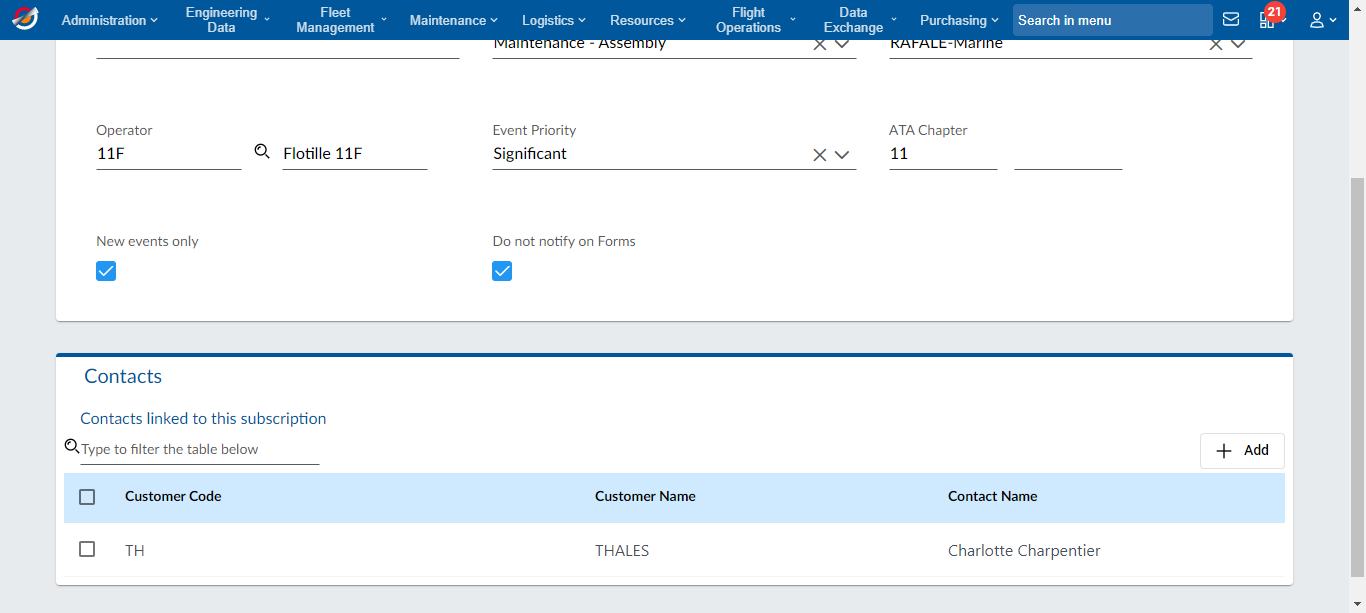 Administration
Engineering Data
Fleet Management
Maintenance
Logistics
Resources
Flight Operations
Data Exchange
Purchasing
Search in menu
21
Maintenance - Assembly
RAFALE-Marine
Operator
Event Priority
ATA Chapter
11F
Flotille 11F
Significant
11
New events only
Do not notify on Forms
Contacts
Contacts linked to this subscription
Type to filter the table below
Add
Customer Code
Customer Name
Contact Name
TH
THALES
Charlotte Charpentier